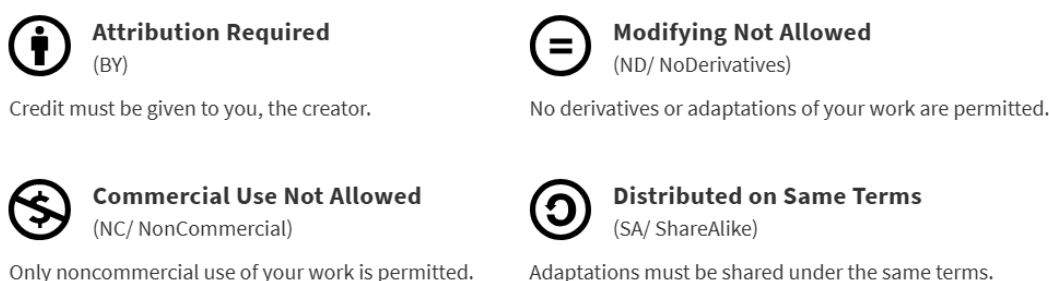 Attribution Required
(BY)
Credit must be given to you, the creator.
Modifying Not Allowed
(ND/ NoDerivatives)
No derivatives or adaptations of your work are permitted.
Commercial Use Not Allowed
(NC/ NonCommercial)
Only noncommercial use of your work is permitted.
Distributed on Same Terms
(SA/ ShareAlike)
Adaptations must be shared under the same terms.